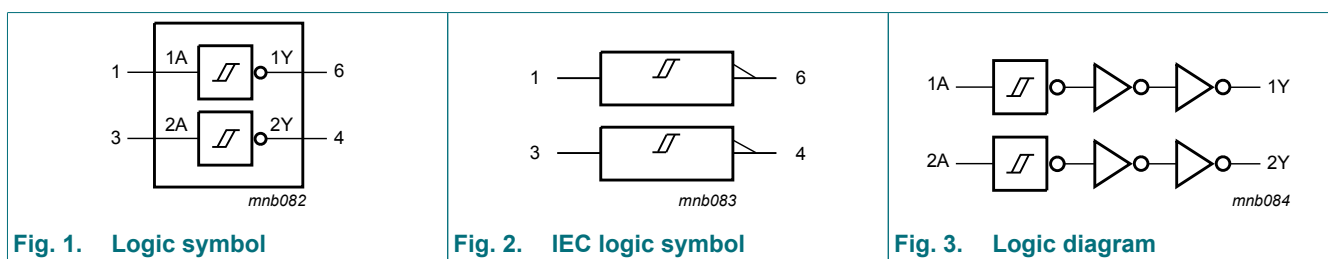 1 1A 1Y 6
3 2A 2Y 4
mnb082
Fig. 1. Logic symbol
1 6
3 4
mnb083
Fig. 2. IEC logic symbol
1A 1Y
2A 2Y
mnb084
Fig. 3. Logic diagram